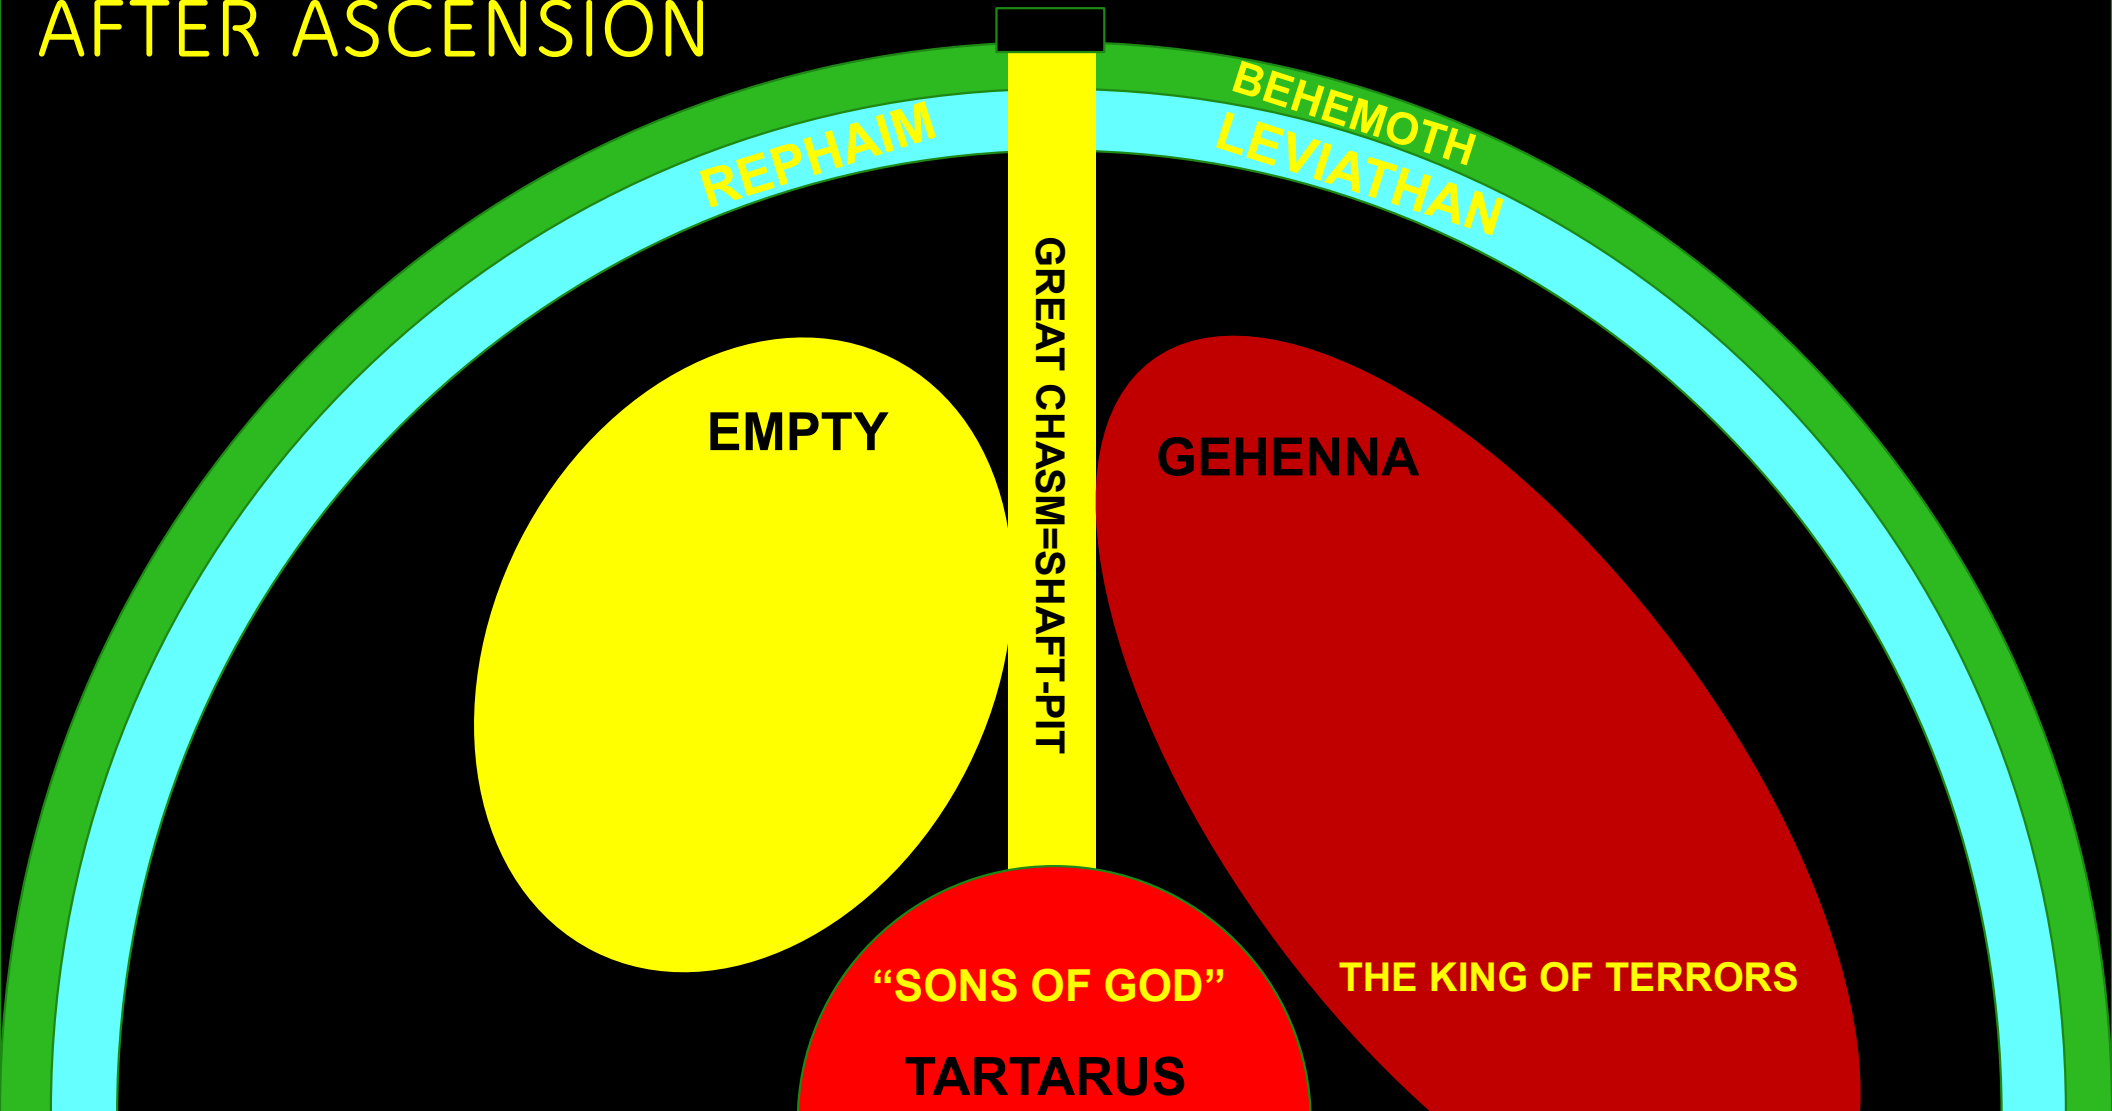 AFTER ASCENSION
BEHEMOTH
REPHAIM
LEVIATHAN
GREAT CHASM=SHAFT-PIT
EMPTY
GEHENNA
“SONS OF GOD”
THE KING OF TERRORS
TARTARUS